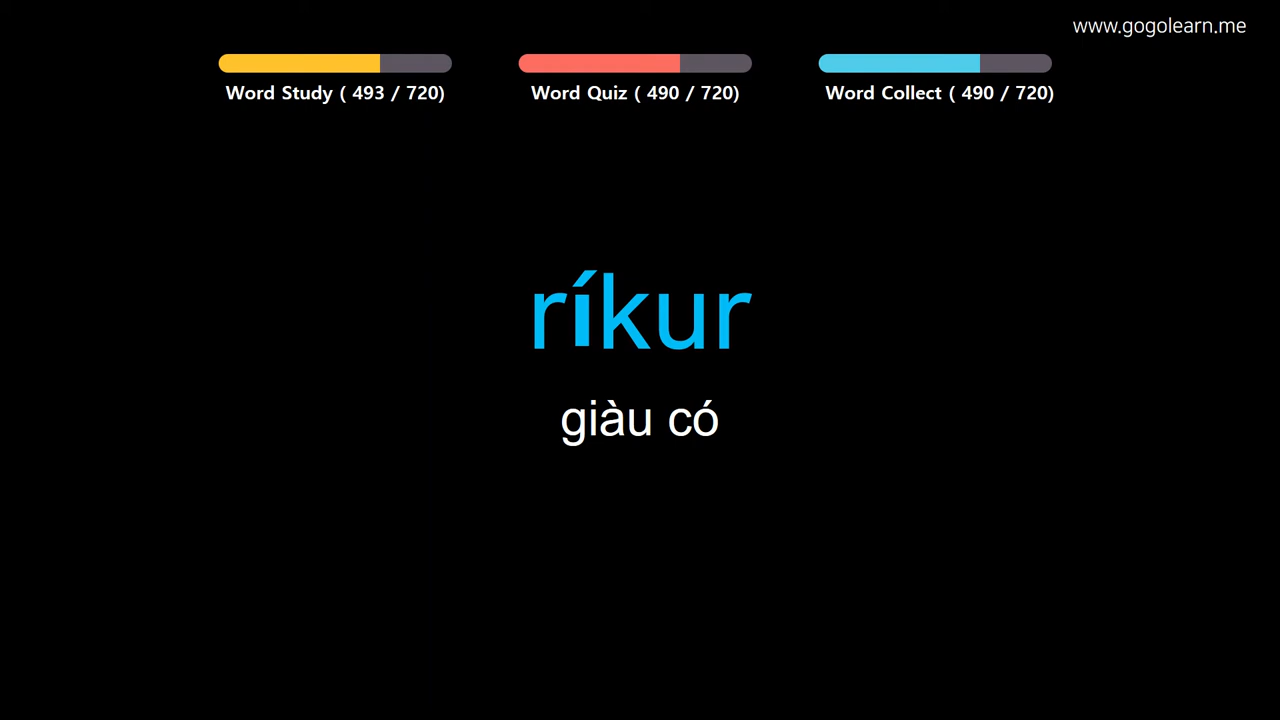 www.gogolearn.me
Word Study ( 493 / 720)
Word Quiz ( 490 / 720)
Word Collect ( 490 / 720)
ríkur
giàu có